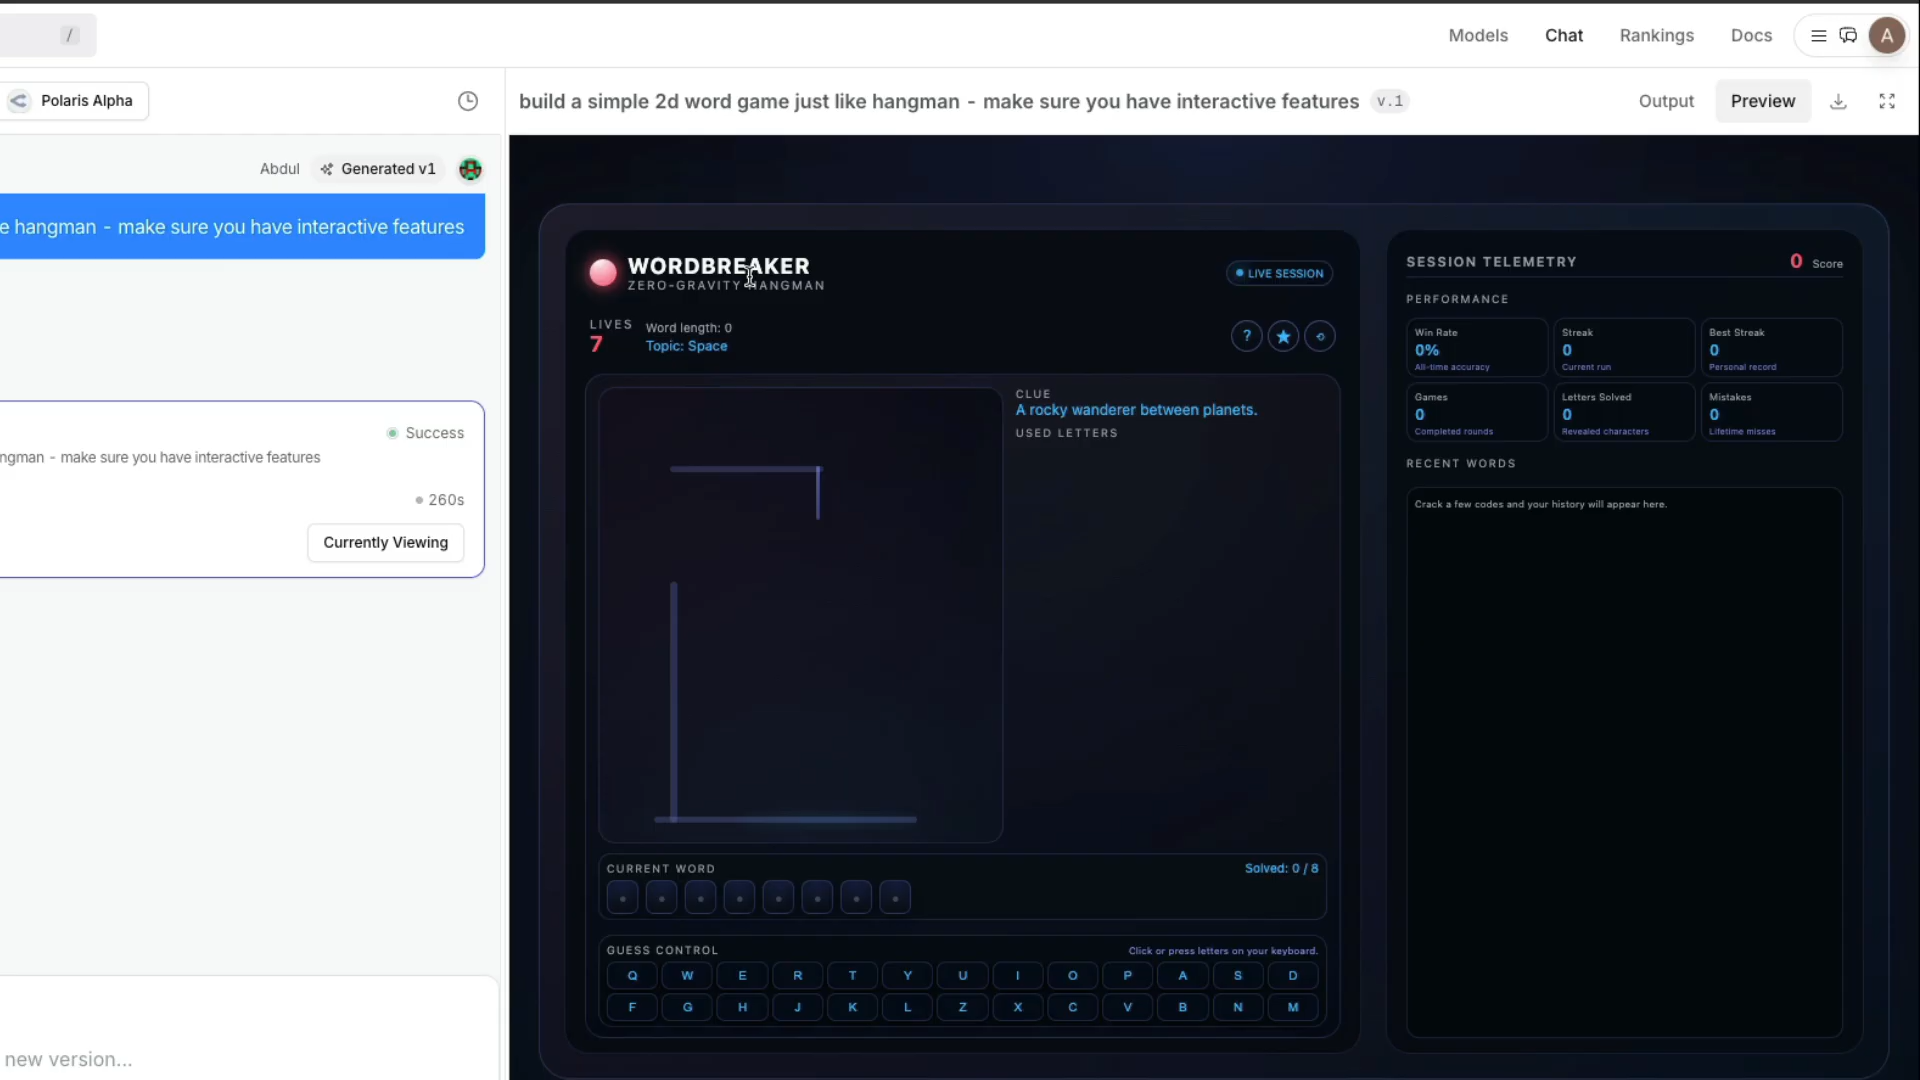 /
Models
Chat
Rankings
Docs
A
Polaris Alpha
build a simple 2d word game just like hangman - make sure you have interactive features
v.1
Output
Preview
Abdul
Generated v1
e hangman - make sure you have interactive features
Success
ngman - make sure you have interactive features
260s
Currently Viewing
new version...
WORDBREAKER
ZERO-GRAVITY HANGMAN
LIVE SESSION
LIVES
7
Word length: 0
Topic: Space
?
CLUE
A rocky wanderer between planets.
USED LETTERS
CURRENT WORD
Solved: 0 / 8
GUESS CONTROL
Click or press letters on your keyboard.
Q W E R T Y U I O P A S D
F G H J K L Z X C V B N M
SESSION TELEMETRY
0 Score
PERFORMANCE
Win Rate
0%
All-time accuracy
Streak
0
Current run
Best Streak
0
Personal record
Games
0
Completed rounds
Letters Solved
0
Revealed characters
Mistakes
0
Lifetime misses
RECENT WORDS
Crack a few codes and your history will appear here.